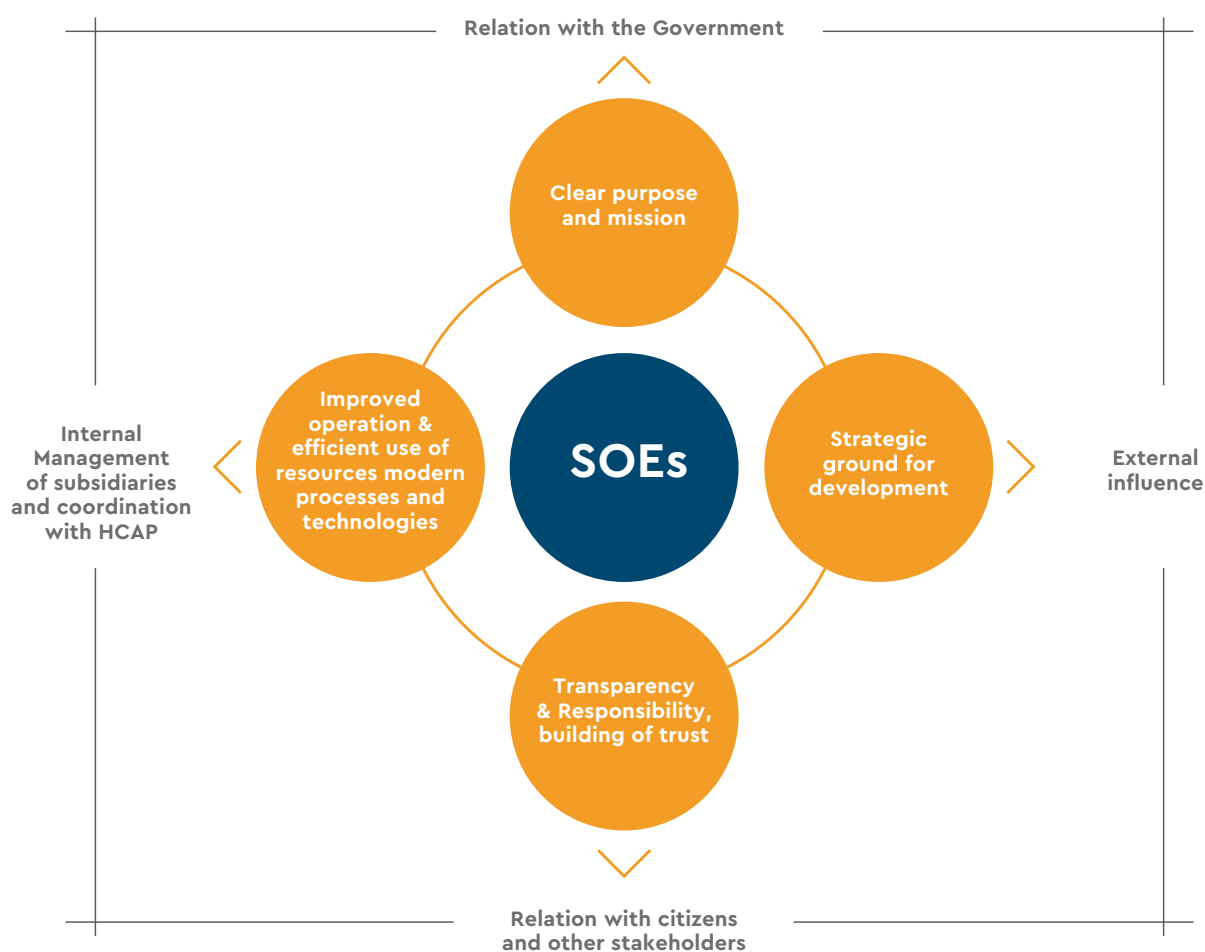 Relation with the Government
Clear purpose
and mission
Internal
Management
of subsidiaries
and coordination
with HCAP
Improved
operation &
efficient use of
resources modern
processes and
technologies
SOEs
Strategic
ground for
development
External
influence
Transparency
& Responsibility,
building of trust
Relation with citizens
and other stakeholders